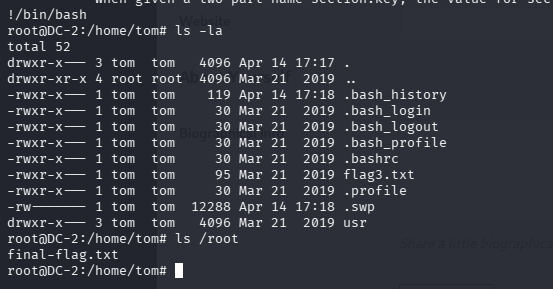 when given a two part name section.key, the value for sec
!/bin/bash
root@DC-2:/home/tom# ls -la
total 52
drwxr-x--- 3 tom  tom   4096 Apr 14 17:17 .
drwxr-xr-x 4 root root  4096 Mar 21  2019 ..
-rwxr-x--- 1 tom  tom    119 Apr 14 17:18 .bash_history
-rwxr-x--- 1 tom  tom     30 Mar 21  2019 .bash_login
-rwxr-x--- 1 tom  tom     30 Mar 21  2019 .bash_logout
-rwxr-x--- 1 tom  tom     30 Mar 21  2019 .bash_profile
-rwxr-x--- 1 tom  tom     30 Mar 21  2019 .bashrc
-rwxr-x--- 1 tom  tom     95 Mar 21  2019 flag3.txt
-rwxr-x--- 1 tom  tom     30 Mar 21  2019 .profile
-rw------- 1 tom  tom  12288 Apr 14 17:18 .swp
drwxr-x--- 3 tom  tom   4096 Mar 21  2019 usr
root@DC-2:/home/tom# ls /root
final-flag.txt
root@DC-2:/home/tom#
Website
Share a little biographic